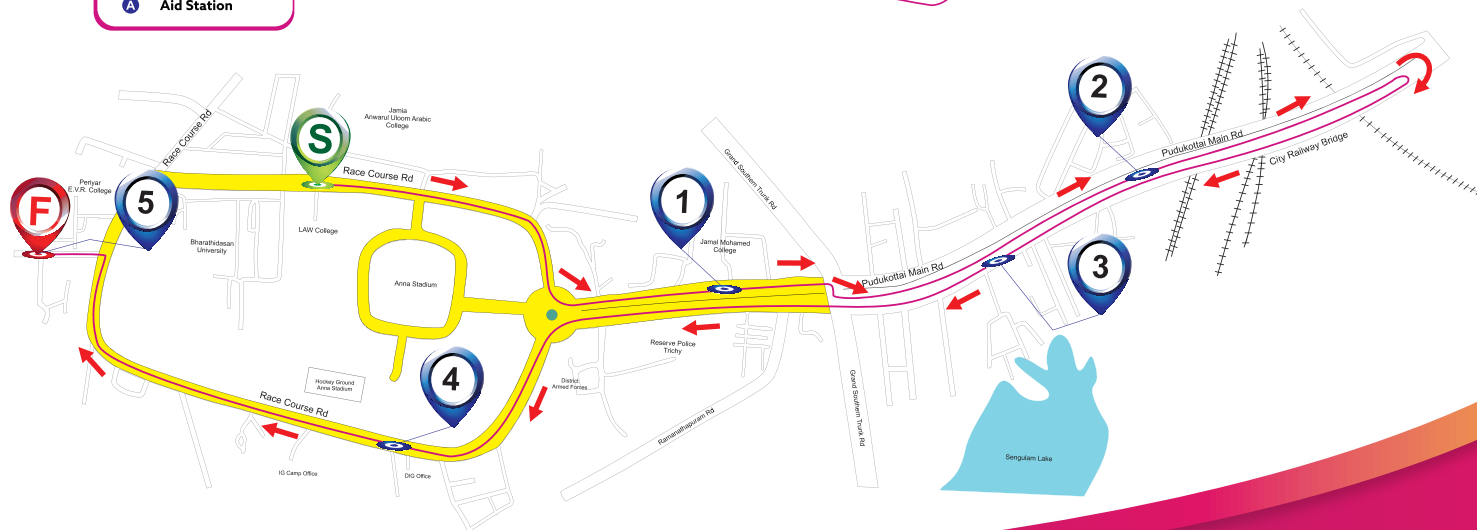 A Aid Station
Race Course Rd
Jamia
Anwarul Uloom Arabic
College
S
Race Course Rd
Periyar
E.V.R. College
F
5
Bharathidasan
University
LAW College
Anna Stadium
1
Jamal Mohamed
College
Grand Southern Trunk Rd
2
Pudukottai Main Rd
City Railway Bridge
Pudukottai Main Rd
3
Reserve Police
Trichy
Hockey Ground
Anna Stadium
4
District
Armed Forces
Race Course Rd
Ramanathapuram Rd
Grand Southern Trunk Rd
IG Camp Office
DIG Office
Sengulam Lake